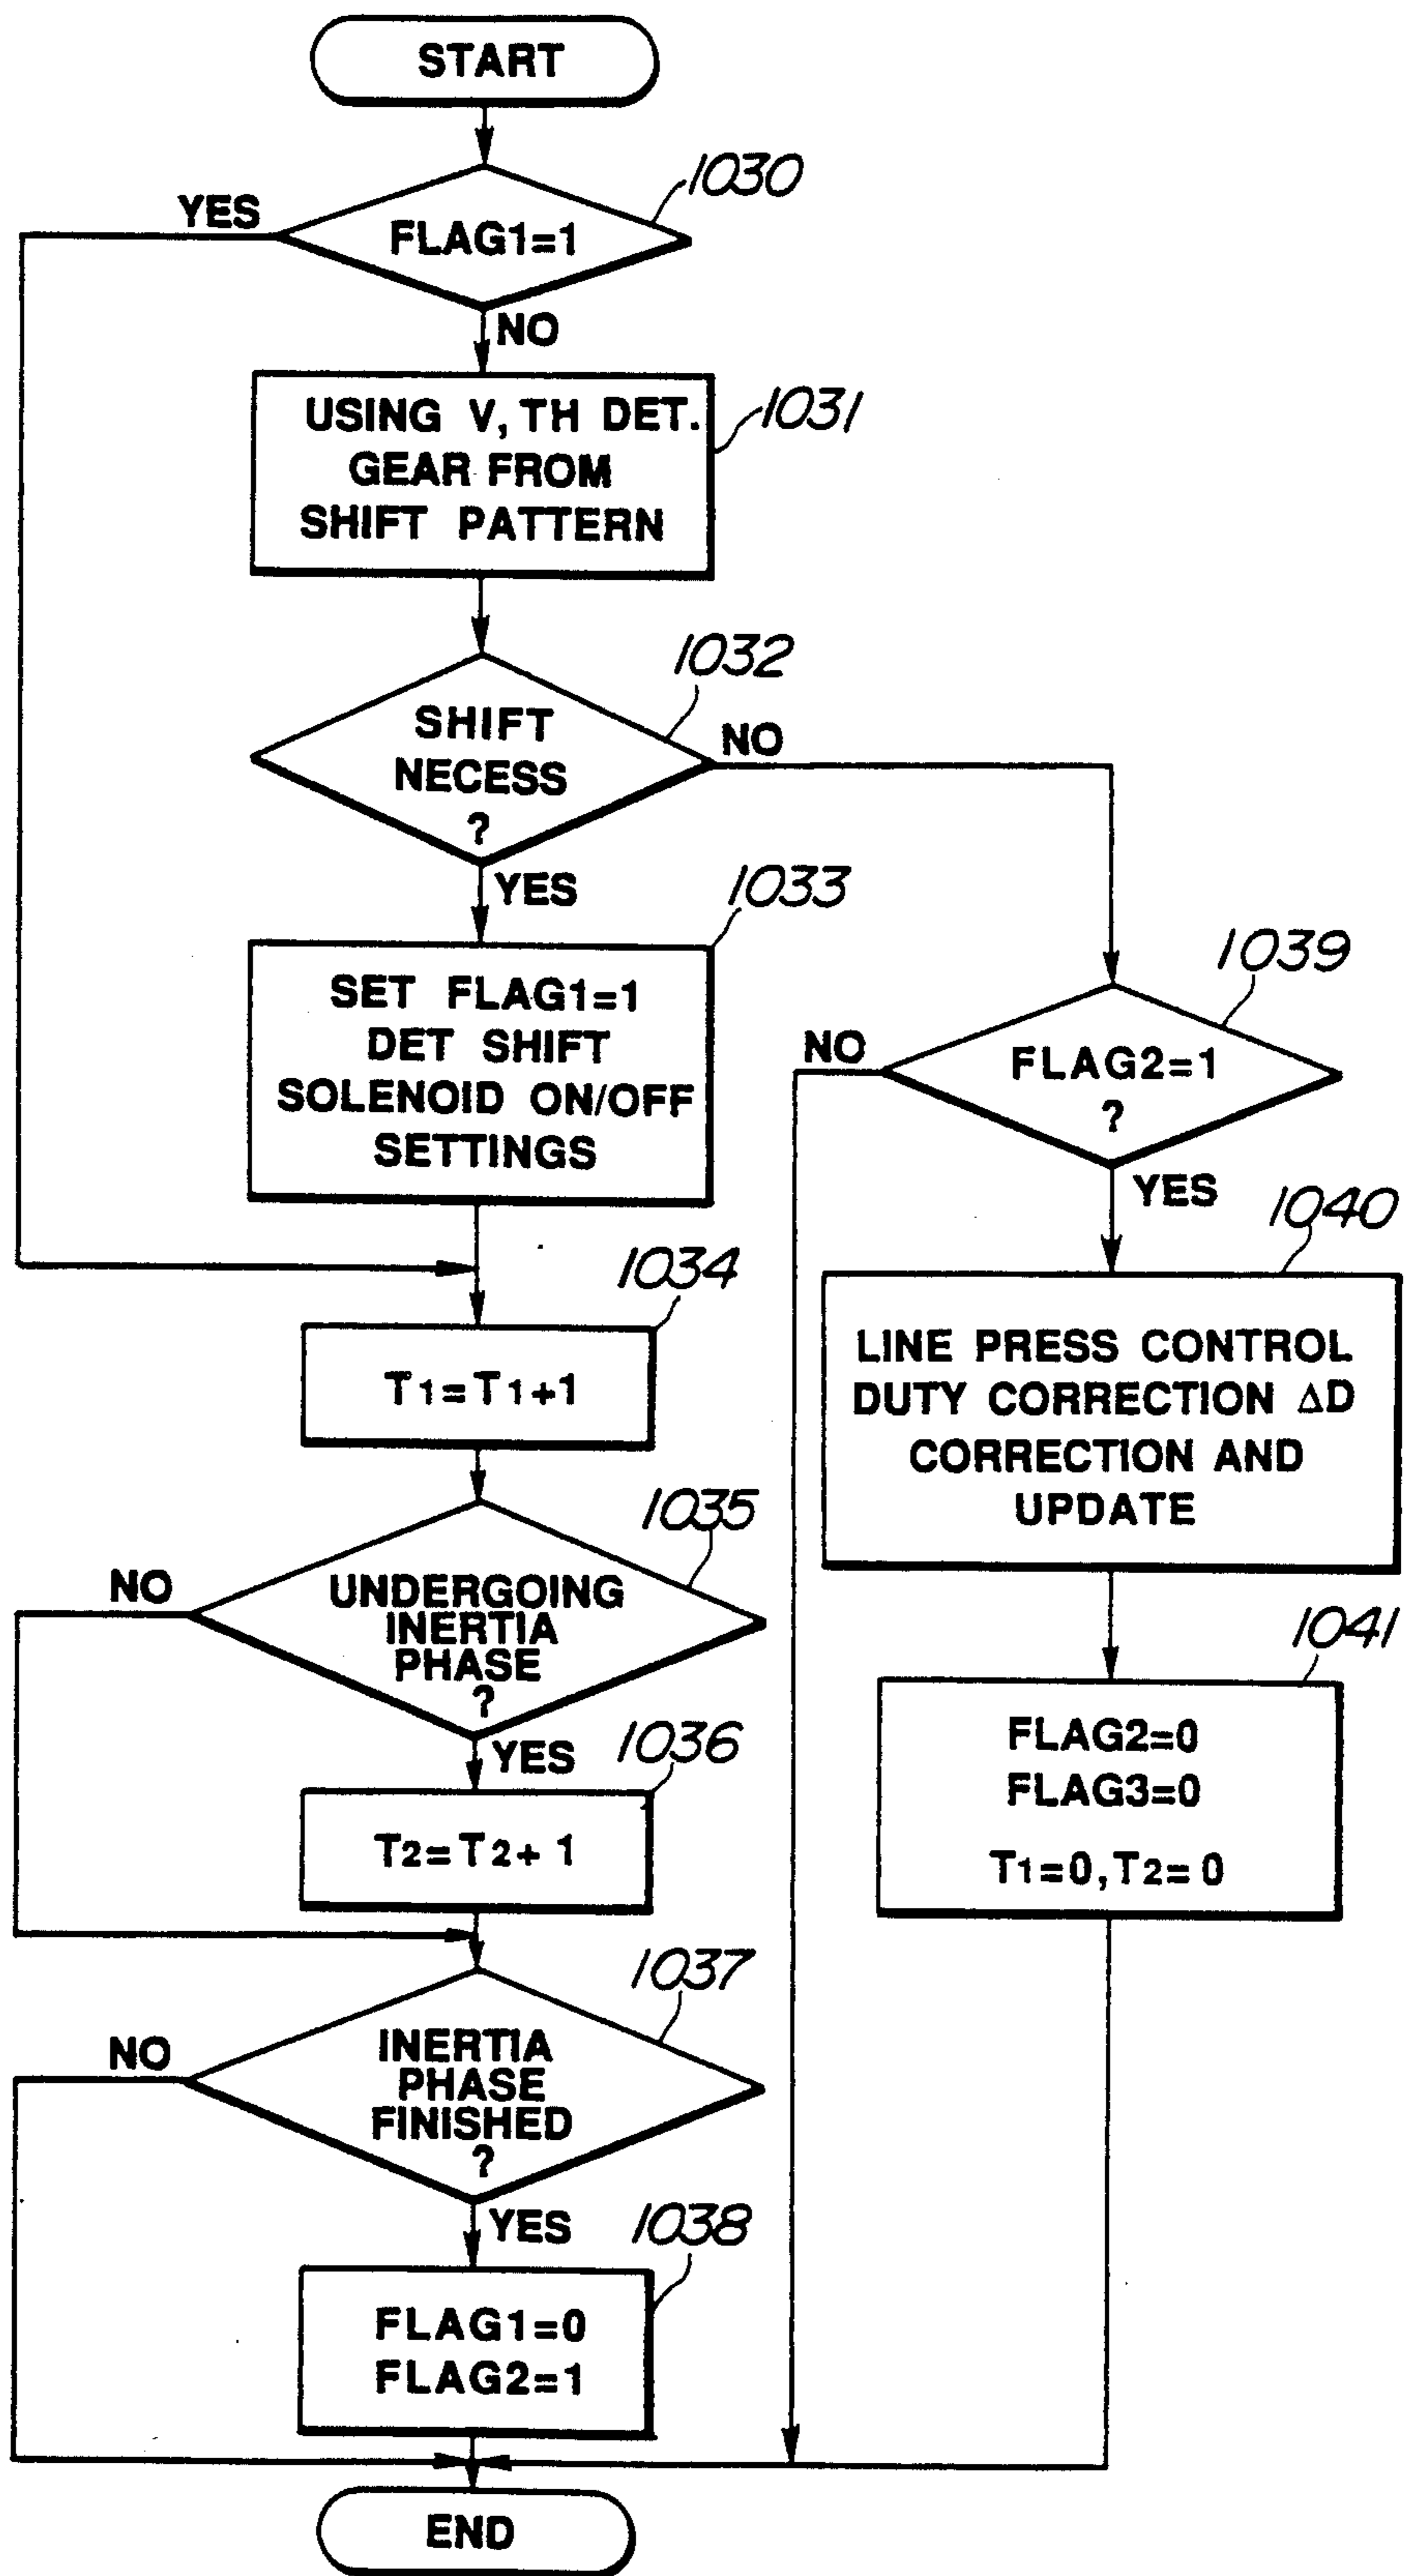 START
1030
YES
FLAG1=1
NO
USING V, TH DET.
GEAR FROM
SHIFT PATTERN
1031
1032
SHIFT
NECESS
?
NO
YES
1033
SET FLAG1=1
DET SHIFT
SOLENOID ON/OFF
SETTINGS
1039
NO
FLAG2=1
?
YES
1040
LINE PRESS CONTROL
DUTY CORRECTION ΔD
CORRECTION AND
UPDATE
1034
T1=T1+1
1035
NO
UNDERGOING
INERTIA
PHASE
?
YES
1036
T2=T2+1
1041
FLAG2=0
FLAG3=0
T1=0, T2=0
1037
NO
INERTIA
PHASE
FINISHED
?
YES
1038
FLAG1=0
FLAG2=1
END